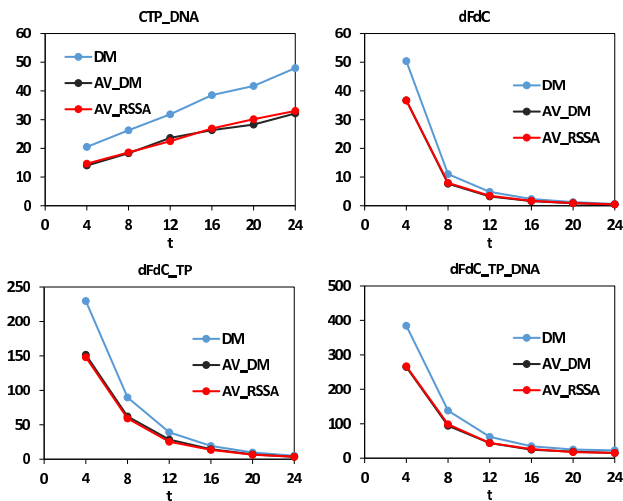 CTP_DNA
60
50
40
30
20
10
0
DM
AV_DM
AV_RSSA
0 4 8 12 16 20 24
t
dFdC
60
50
40
30
20
10
0
DM
AV_DM
AV_RSSA
0 4 8 12 16 20 24
t
dFdC_TP
250
200
150
100
50
0
DM
AV_DM
AV_RSSA
0 4 8 12 16 20 24
t
dFdC_TP_DNA
500
400
300
200
100
0
DM
AV_DM
AV_RSSA
0 4 8 12 16 20 24
t